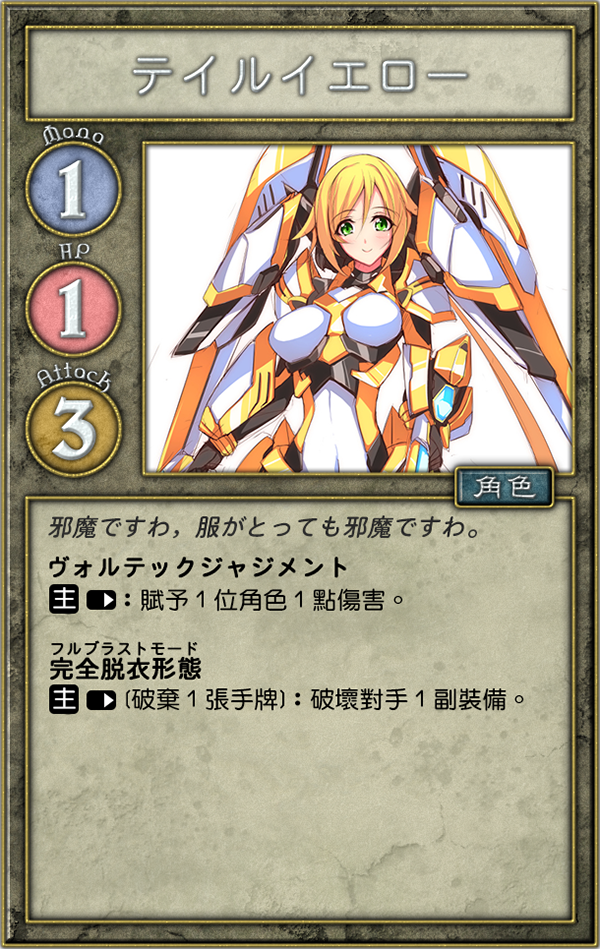 テイルイエロー
Mana
1
HP
1
Attack
3
角色
邪魔ですわ，服がとっても邪魔ですわ。
ヴォルテックジャジメント
主：賦予１位角色１點傷害。
フルブラストモード
完全脱衣形態
主〔破棄１張手牌〕：破壞對手１副裝備。